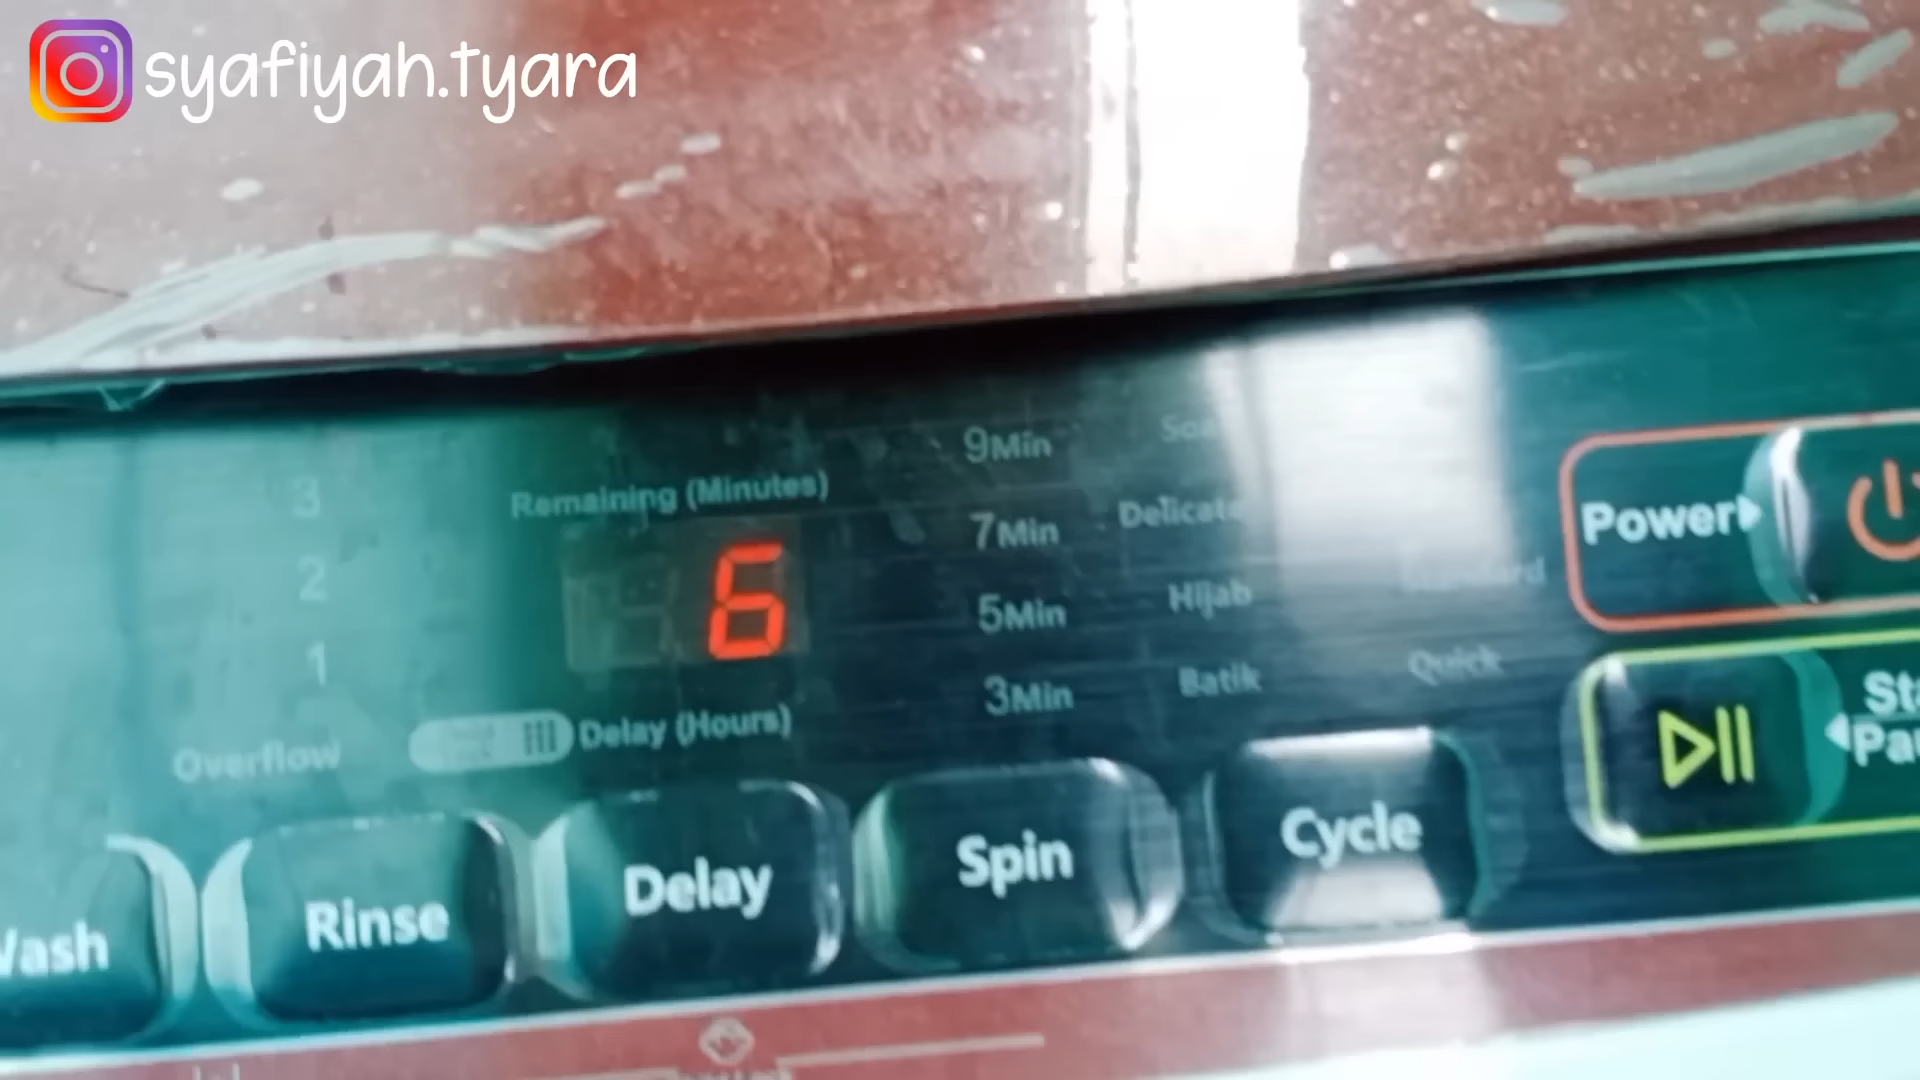 syafiyah.tyara
3
2
1
Overflow
Remaining (Minutes)
6
Delay (Hours)
9Min
7Min
5Min
3Min
Delicate
Hijab
Batik
Quick
Power
Rinse
Delay
Spin
Cycle